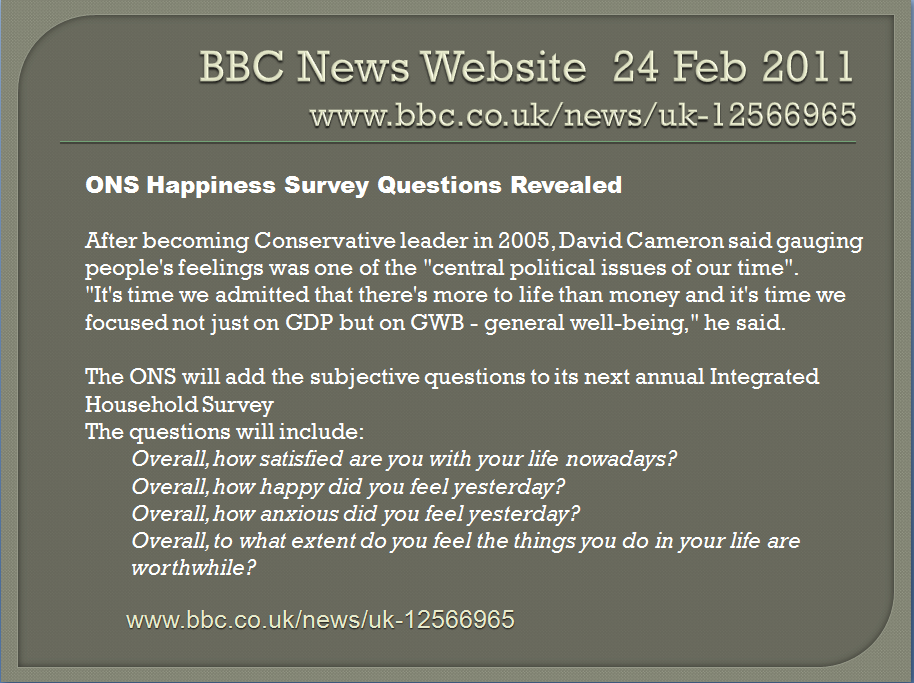 BBC News Website 24 Feb 2011
www.bbc.co.uk/news/uk-12566965
ONS Happiness Survey Questions Revealed
After becoming Conservative leader in 2005, David Cameron said gauging
people's feelings was one of the "central political issues of our time".
"It's time we admitted that there's more to life than money and it's time we
focused not just on GDP but on GWB - general well-being," he said.
The ONS will add the subjective questions to its next annual Integrated
Household Survey
The questions will include:
Overall, how satisfied are you with your life nowadays?
Overall, how happy did you feel yesterday?
Overall, how anxious did you feel yesterday?
Overall, to what extent do you feel the things you do in your life are
worthwhile?
www.bbc.co.uk/news/uk-12566965